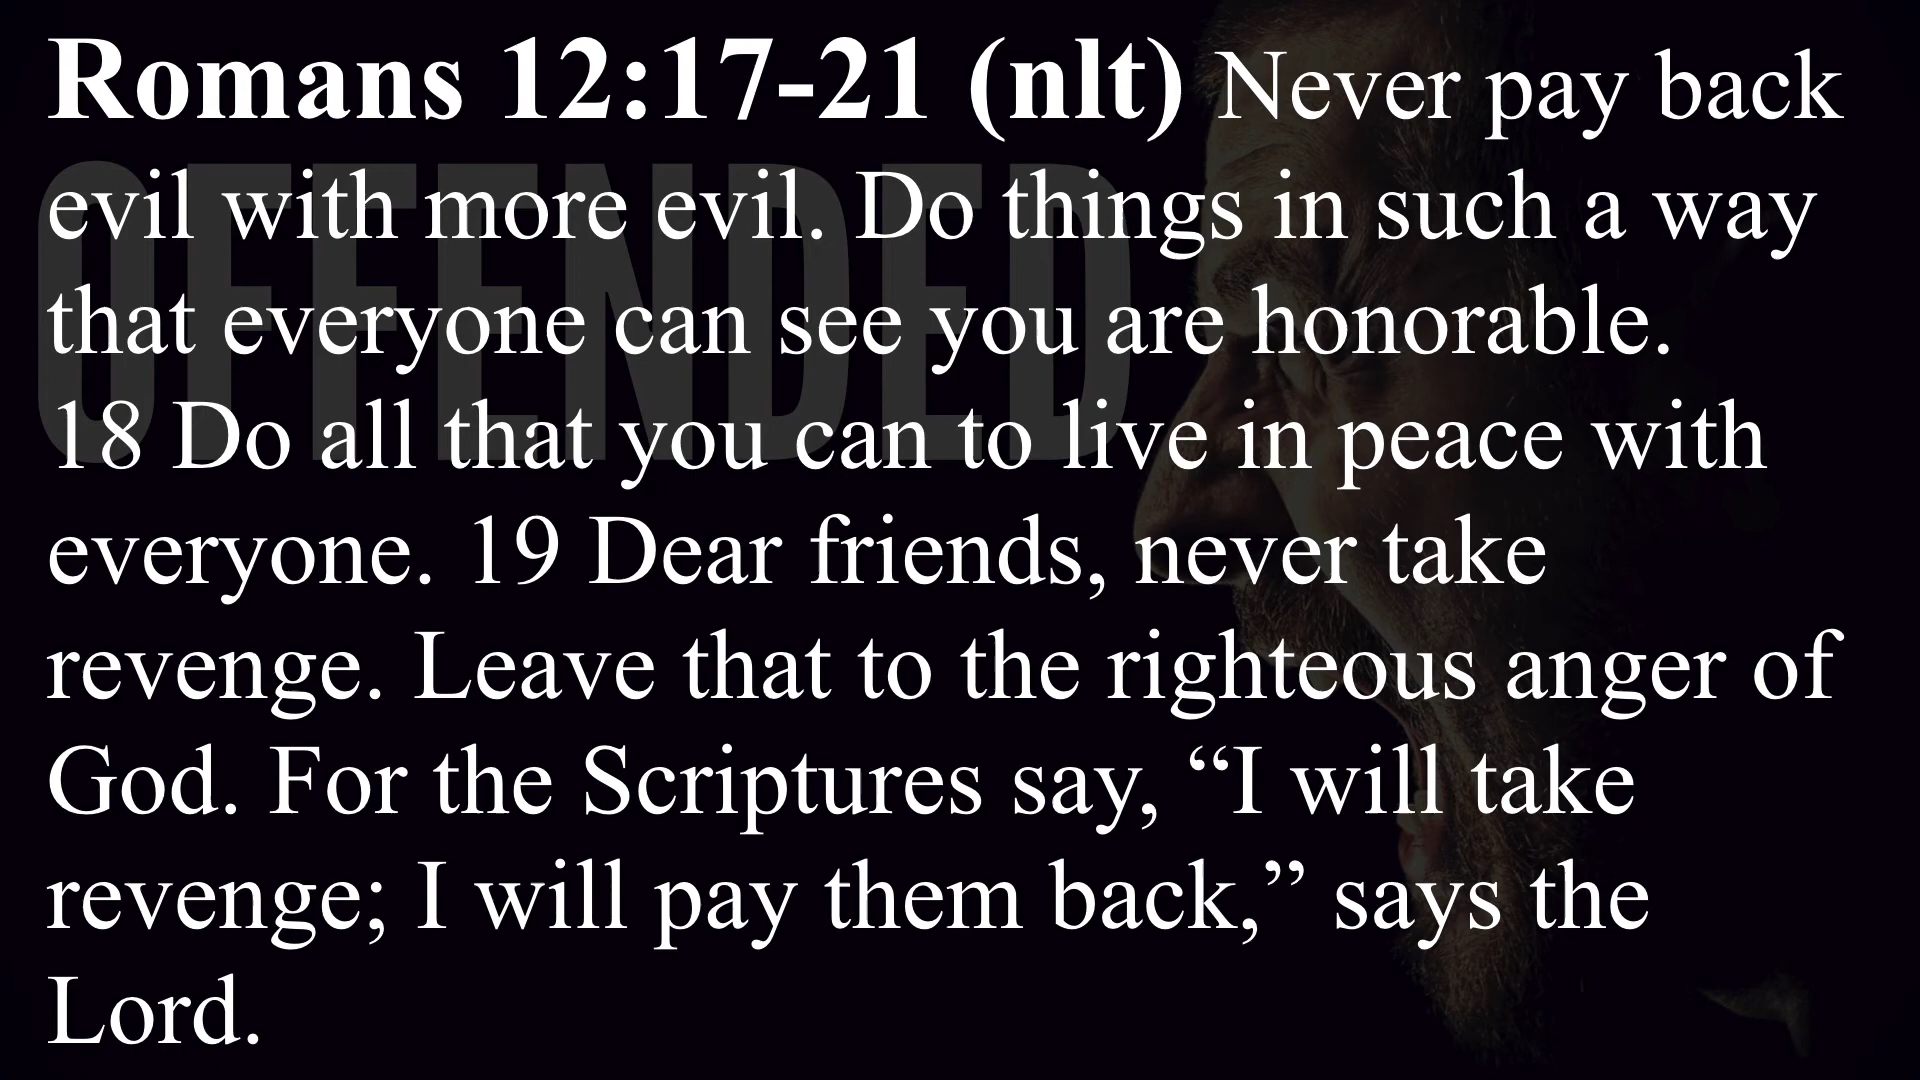 Romans 12:17-21 (nlt) Never pay back
evil with more evil. Do things in such a way
that everyone can see you are honorable.
18 Do all that you can to live in peace with
everyone. 19 Dear friends, never take
revenge. Leave that to the righteous anger of
God. For the Scriptures say, “I will take
revenge; I will pay them back,” says the
Lord.
OFFENDED